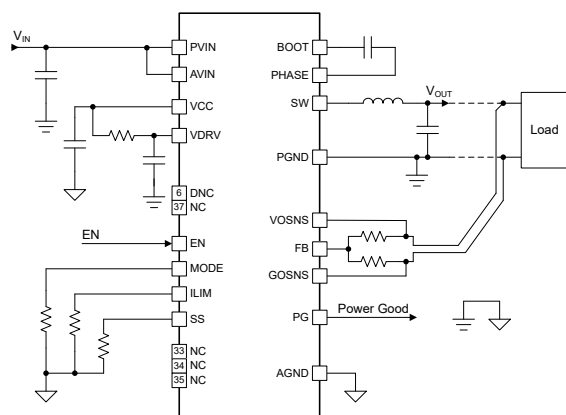 VIN
PVIN
AVIN
VCC
VDRV
6 DNC
37 NC
EN
EN
MODE
ILIM
SS
33 NC
34 NC
35 NC
BOOT
PHASE
SW
VOUT
Load
PGND
VOSNS
FB
GOSNS
PG
Power Good
AGND